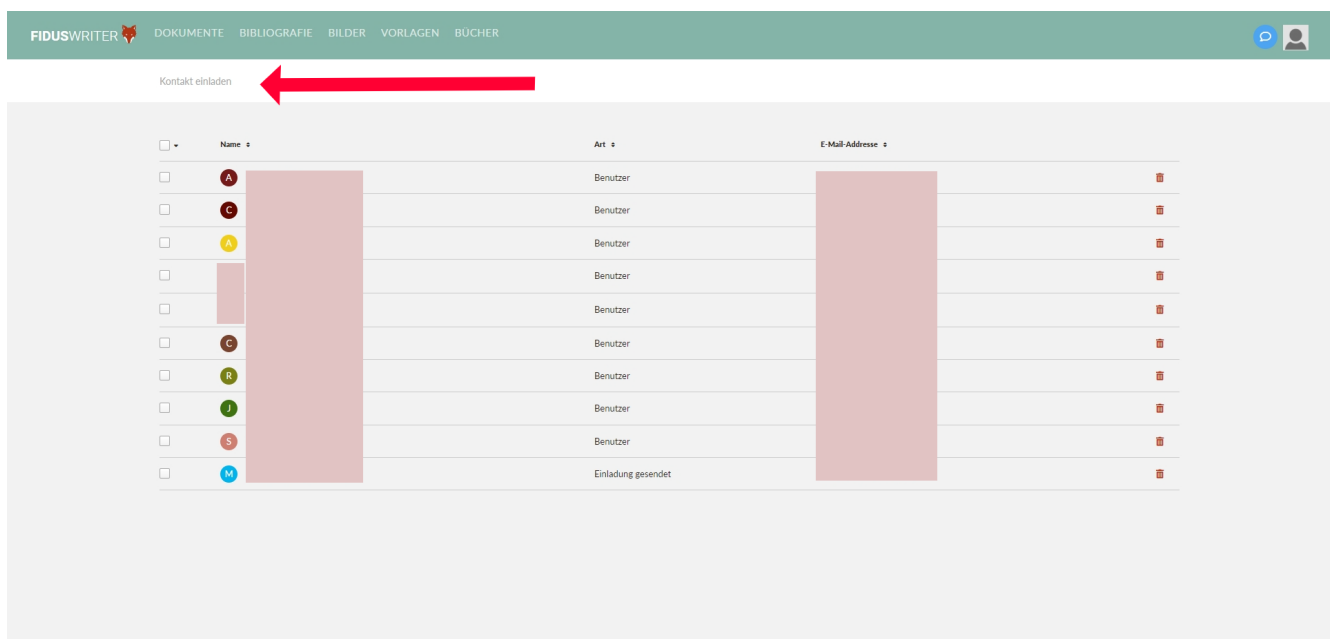 FIDUSWRITER DOKUMENTE BIBLIOGRAFIE BILDER VORLAGEN BÜCHER
Kontakt einladen
Name Art E-Mail-Addresse
A Benutzer
C Benutzer
A Benutzer
Benutzer
Benutzer
C Benutzer
R Benutzer
J Benutzer
S Benutzer
M Einladung gesendet